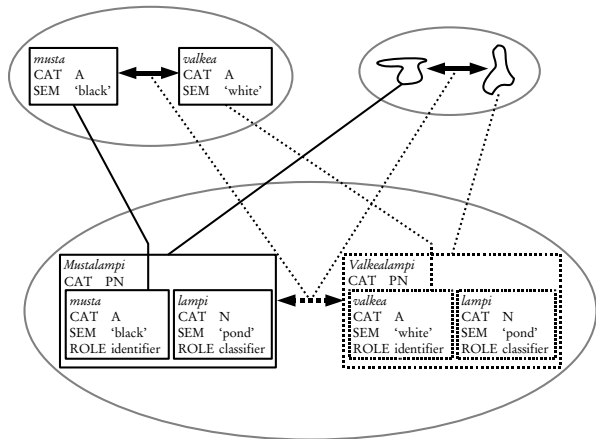 musta
CAT A
SEM ‘black’
valkea
CAT A
SEM ‘white’
Mustalampi
CAT PN
musta
CAT A
SEM ‘black’
ROLE identifier
lampi
CAT N
SEM ‘pond’
ROLE classifier
Valkealampi
CAT PN
valkea
CAT A
SEM ‘white’
ROLE identifier
lampi
CAT N
SEM ‘pond’
ROLE classifier